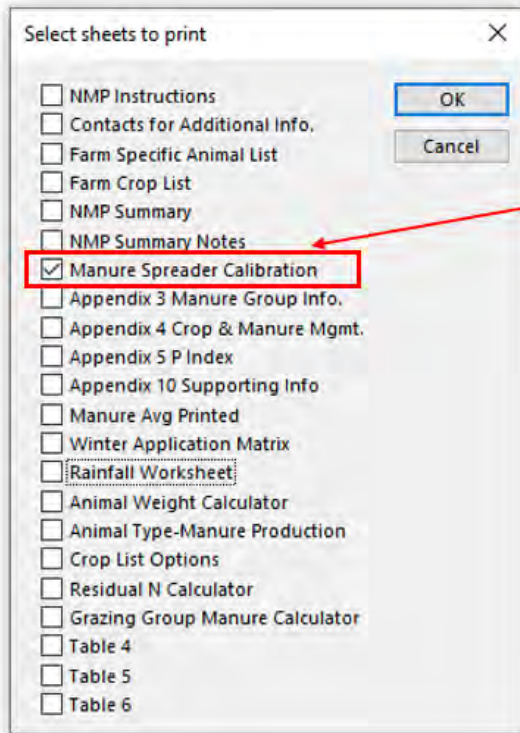 Select sheets to print
NMP Instructions
OK
Contacts for Additional Info.
Cancel
Farm Specific Animal List
Farm Crop List
NMP Summary
NMP Summary Notes
Manure Spreader Calibration
Appendix 3 Manure Group Info.
Appendix 4 Crop & Manure Mgmt.
Appendix 5 P Index
Appendix 10 Supporting Info
Manure Avg Printed
Winter Application Matrix
Rainfall Worksheet
Animal Weight Calculator
Animal Type-Manure Production
Crop List Options
Residual N Calculator
Grazing Group Manure Calculator
Table 4
Table 5
Table 6